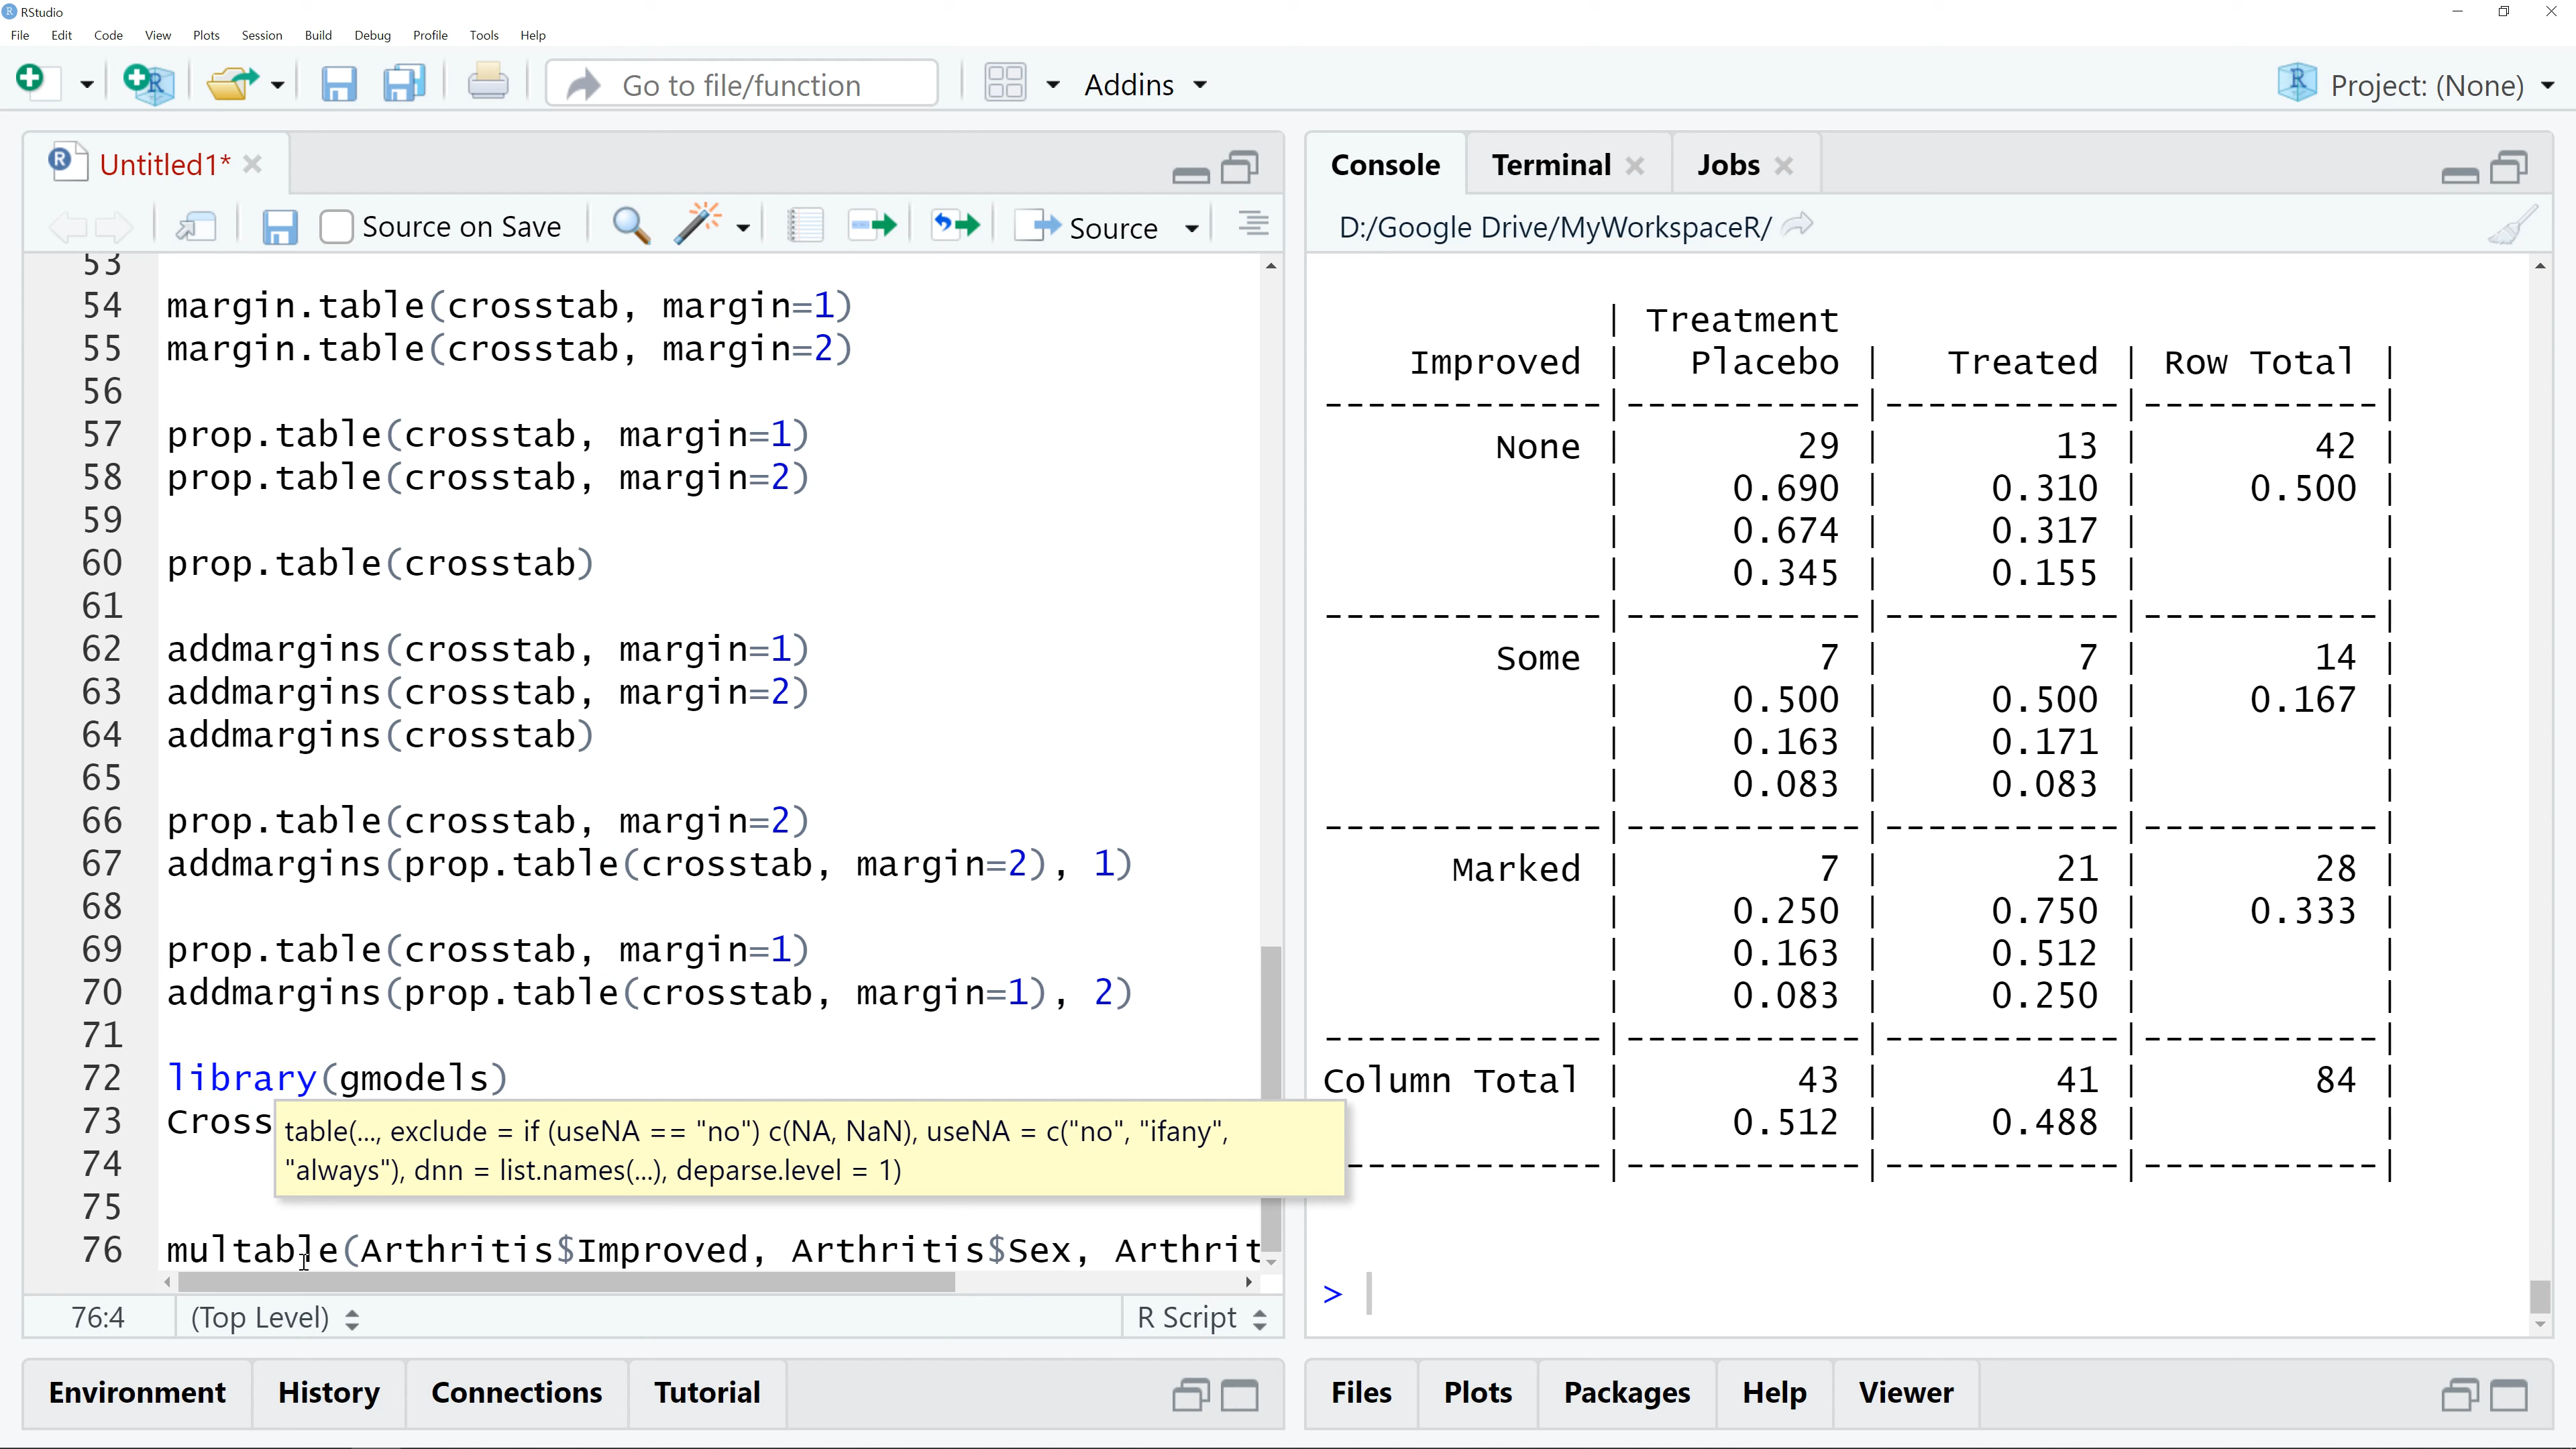 RStudio
File Edit Code View Plots Session Build Debug Profile Tools Help
Go to file/function Addins Project: (None)
Untitled1*
Source on Save Source
53
54 margin.table(crosstab, margin=1)
55 margin.table(crosstab, margin=2)
56
57 prop.table(crosstab, margin=1)
58 prop.table(crosstab, margin=2)
59
60 prop.table(crosstab)
61
62 addmargins(crosstab, margin=1)
63 addmargins(crosstab, margin=2)
64 addmargins(crosstab)
65
66 prop.table(crosstab, margin=2)
67 addmargins(prop.table(crosstab, margin=2), 1)
68
69 prop.table(crosstab, margin=1)
70 addmargins(prop.table(crosstab, margin=1), 2)
71
72 library(gmodels)
73 Cross
table(..., exclude = if (useNA == "no") c(NA, NaN), useNA = c("no", "ifany",
"always"), dnn = list.names(...), deparse.level = 1)
74
75
76 multable(Arthritis$Improved, Arthritis$Sex, Arthrit
76:4 (Top Level) R Script
Environment History Connections Tutorial
Console Terminal Jobs
D:/Google Drive/MyWorkspaceR/
| Treatment
Improved | Placebo | Treated | Row Total |
-------------|-----------|-----------|-----------|
None | 29 | 13 | 42 |
| 0.690 | 0.310 | 0.500 |
| 0.674 | 0.317 | |
| 0.345 | 0.155 | |
-------------|-----------|-----------|-----------|
Some | 7 | 7 | 14 |
| 0.500 | 0.500 | 0.167 |
| 0.163 | 0.171 | |
| 0.083 | 0.083 | |
-------------|-----------|-----------|-----------|
Marked | 7 | 21 | 28 |
| 0.250 | 0.750 | 0.333 |
| 0.163 | 0.512 | |
| 0.083 | 0.250 | |
-------------|-----------|-----------|-----------|
Column Total | 43 | 41 | 84 |
| 0.512 | 0.488 | |
------------|-----------|-----------|-----------|
>
Files Plots Packages Help Viewer